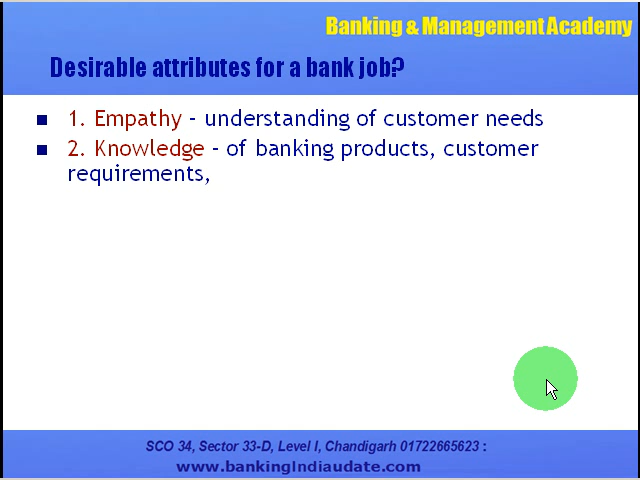 Banking & Management Academy
Desirable attributes for a bank job?
1. Empathy – understanding of customer needs
2. Knowledge – of banking products, customer
requirements,
SCO 34, Sector 33-D, Level I, Chandigarh 01722665623 :
www.bankingIndiaudate.com